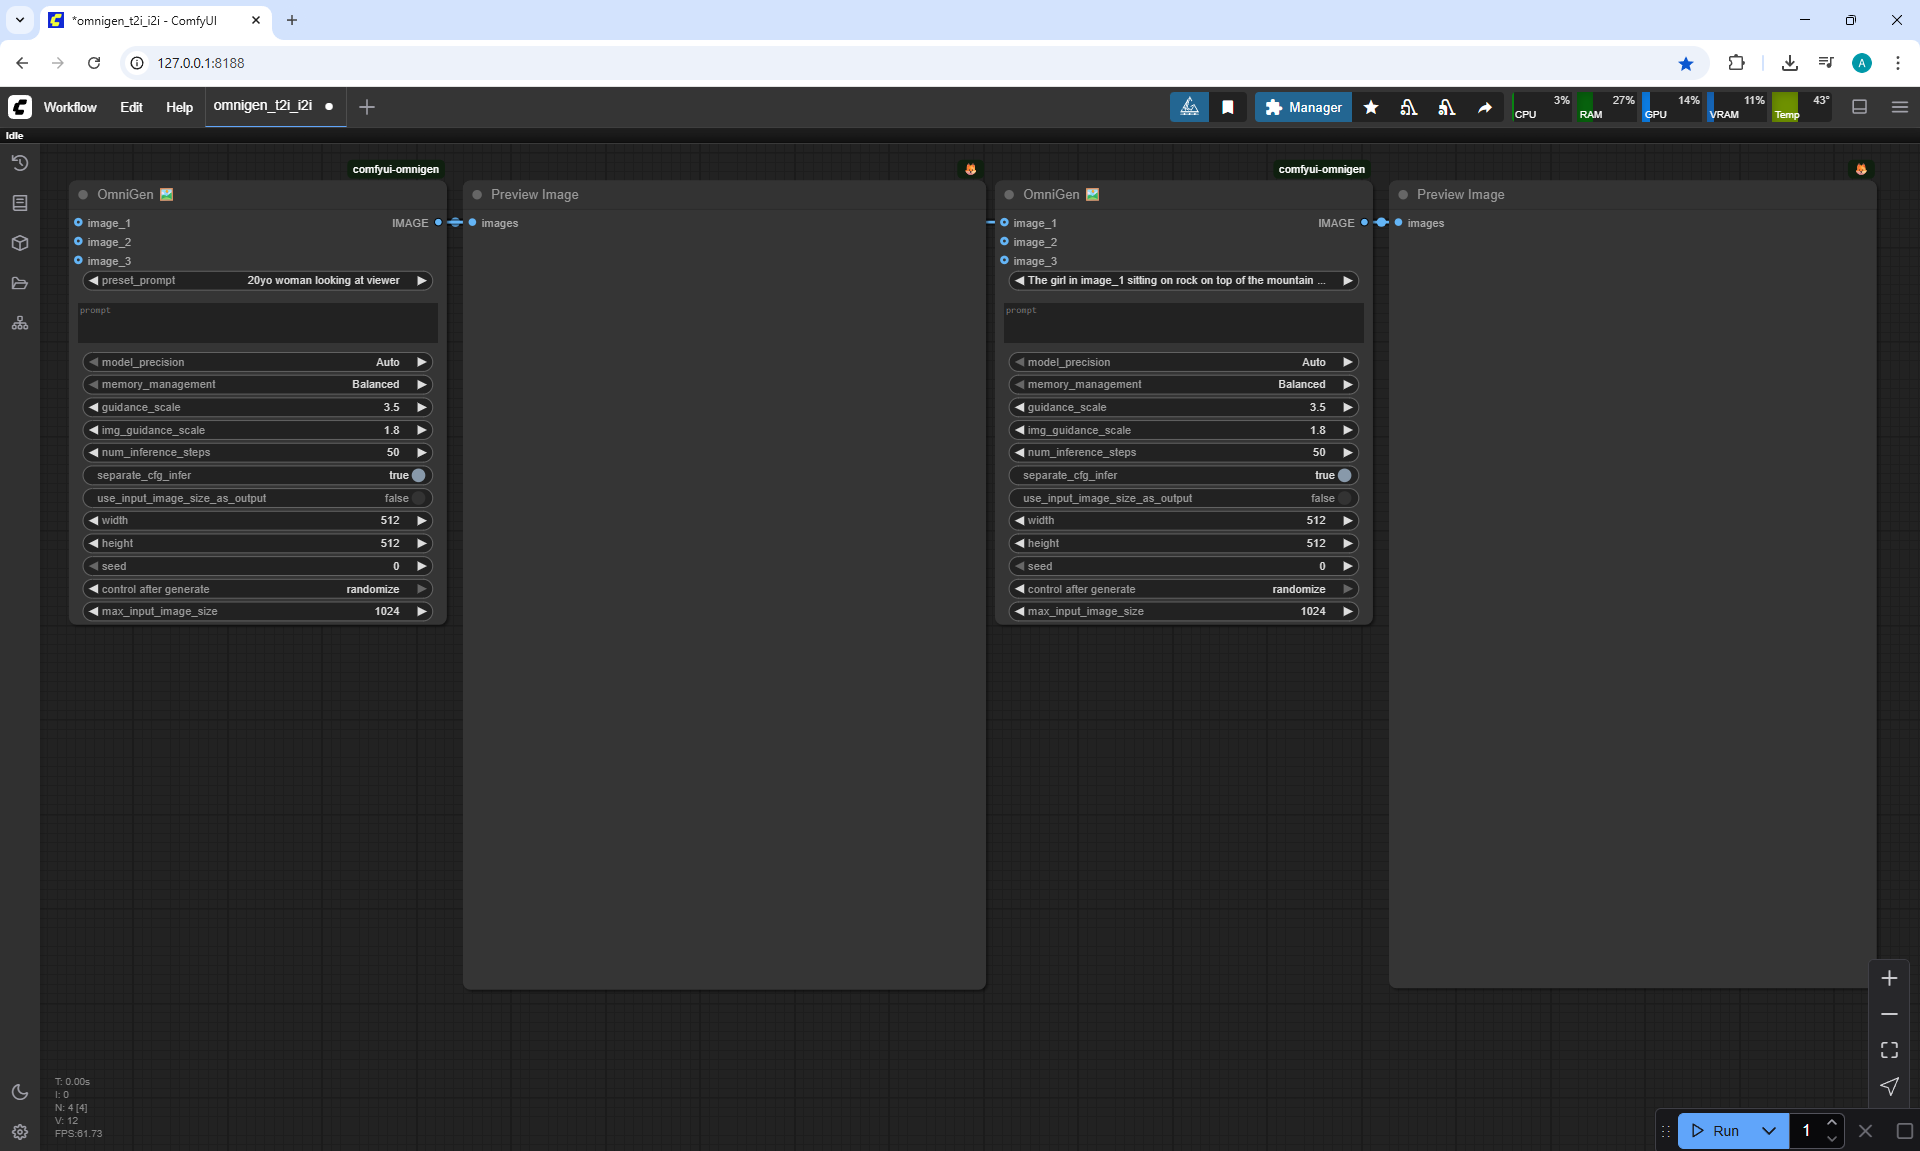 *omnigen_t2i_i2i - ComfyUI
127.0.0.1:8188
A
Workflow Edit Help omnigen_t2i_i2i
Manager
CPU 3% RAM 27% GPU 14% VRAM 11% Temp 43°
Idle
comfyui-omnigen
OmniGen
image_1 IMAGE
image_2
image_3
preset_prompt 20yo woman looking at viewer
prompt
model_precision Auto
memory_management Balanced
guidance_scale 3.5
img_guidance_scale 1.8
num_inference_steps 50
separate_cfg_infer true
use_input_image_size_as_output false
width 512
height 512
seed 0
control after generate randomize
max_input_image_size 1024
Preview Image
images
comfyui-omnigen
OmniGen
image_1 IMAGE
image_2
image_3
The girl in image_1 sitting on rock on top of the mountain ...
prompt
model_precision Auto
memory_management Balanced
guidance_scale 3.5
img_guidance_scale 1.8
num_inference_steps 50
separate_cfg_infer true
use_input_image_size_as_output false
width 512
height 512
seed 0
control after generate randomize
max_input_image_size 1024
Preview Image
images
T: 0.00s
I: 0
N: 4 [4]
V: 12
FPS:61.73
Run 1